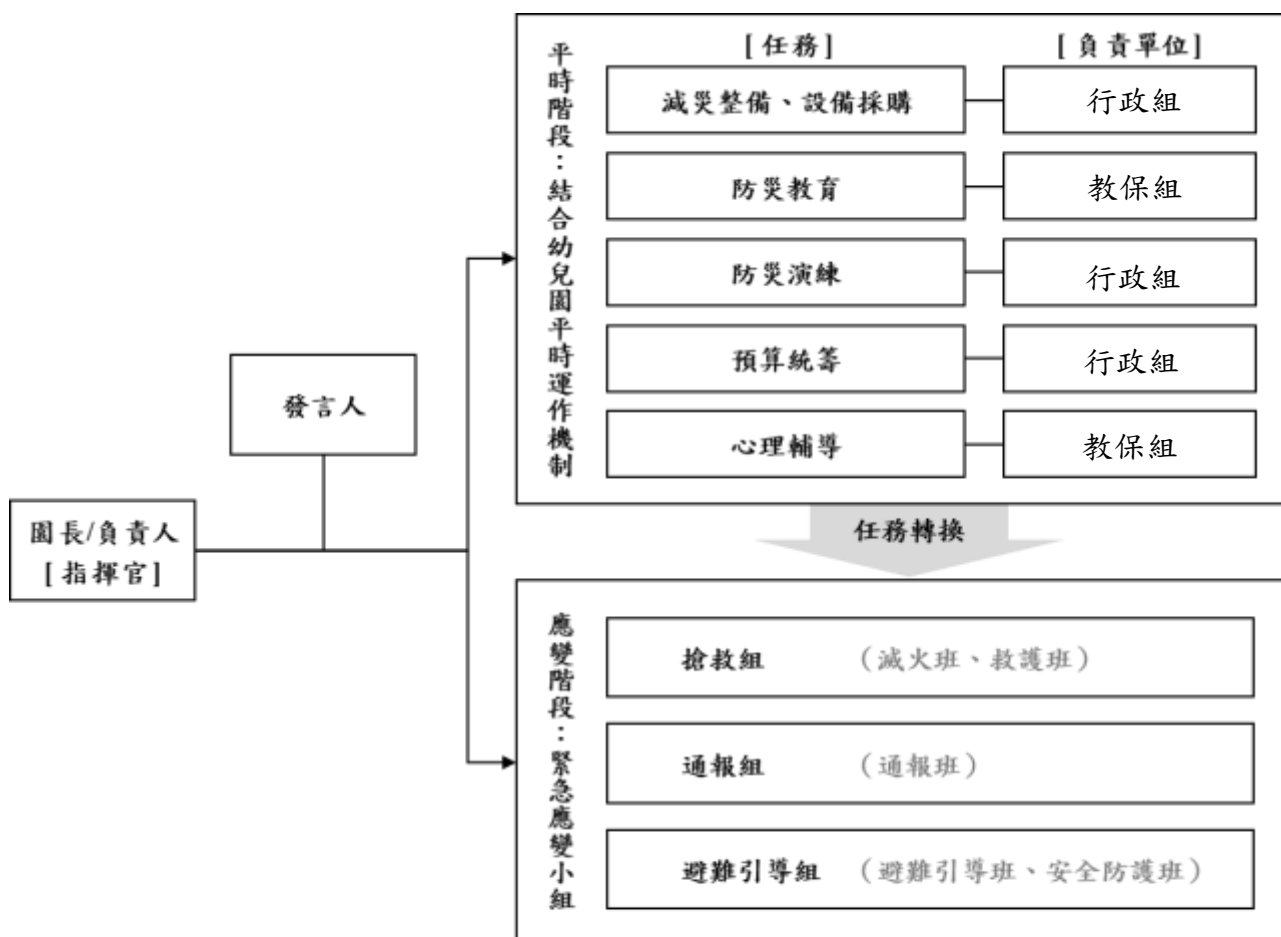 園長/負責人
[指揮官]
發言人
平時階段：結合幼兒園平時運作機制
[任務]
[負責單位]
減災整備、設備採購
行政組
防災教育
教保組
防災演練
行政組
預算統籌
行政組
心理輔導
教保組
任務轉換
應變階段：緊急應變小組
搶救組
（滅火班、救護班）
通報組
（通報班）
避難引導組
（避難引導班、安全防護班）